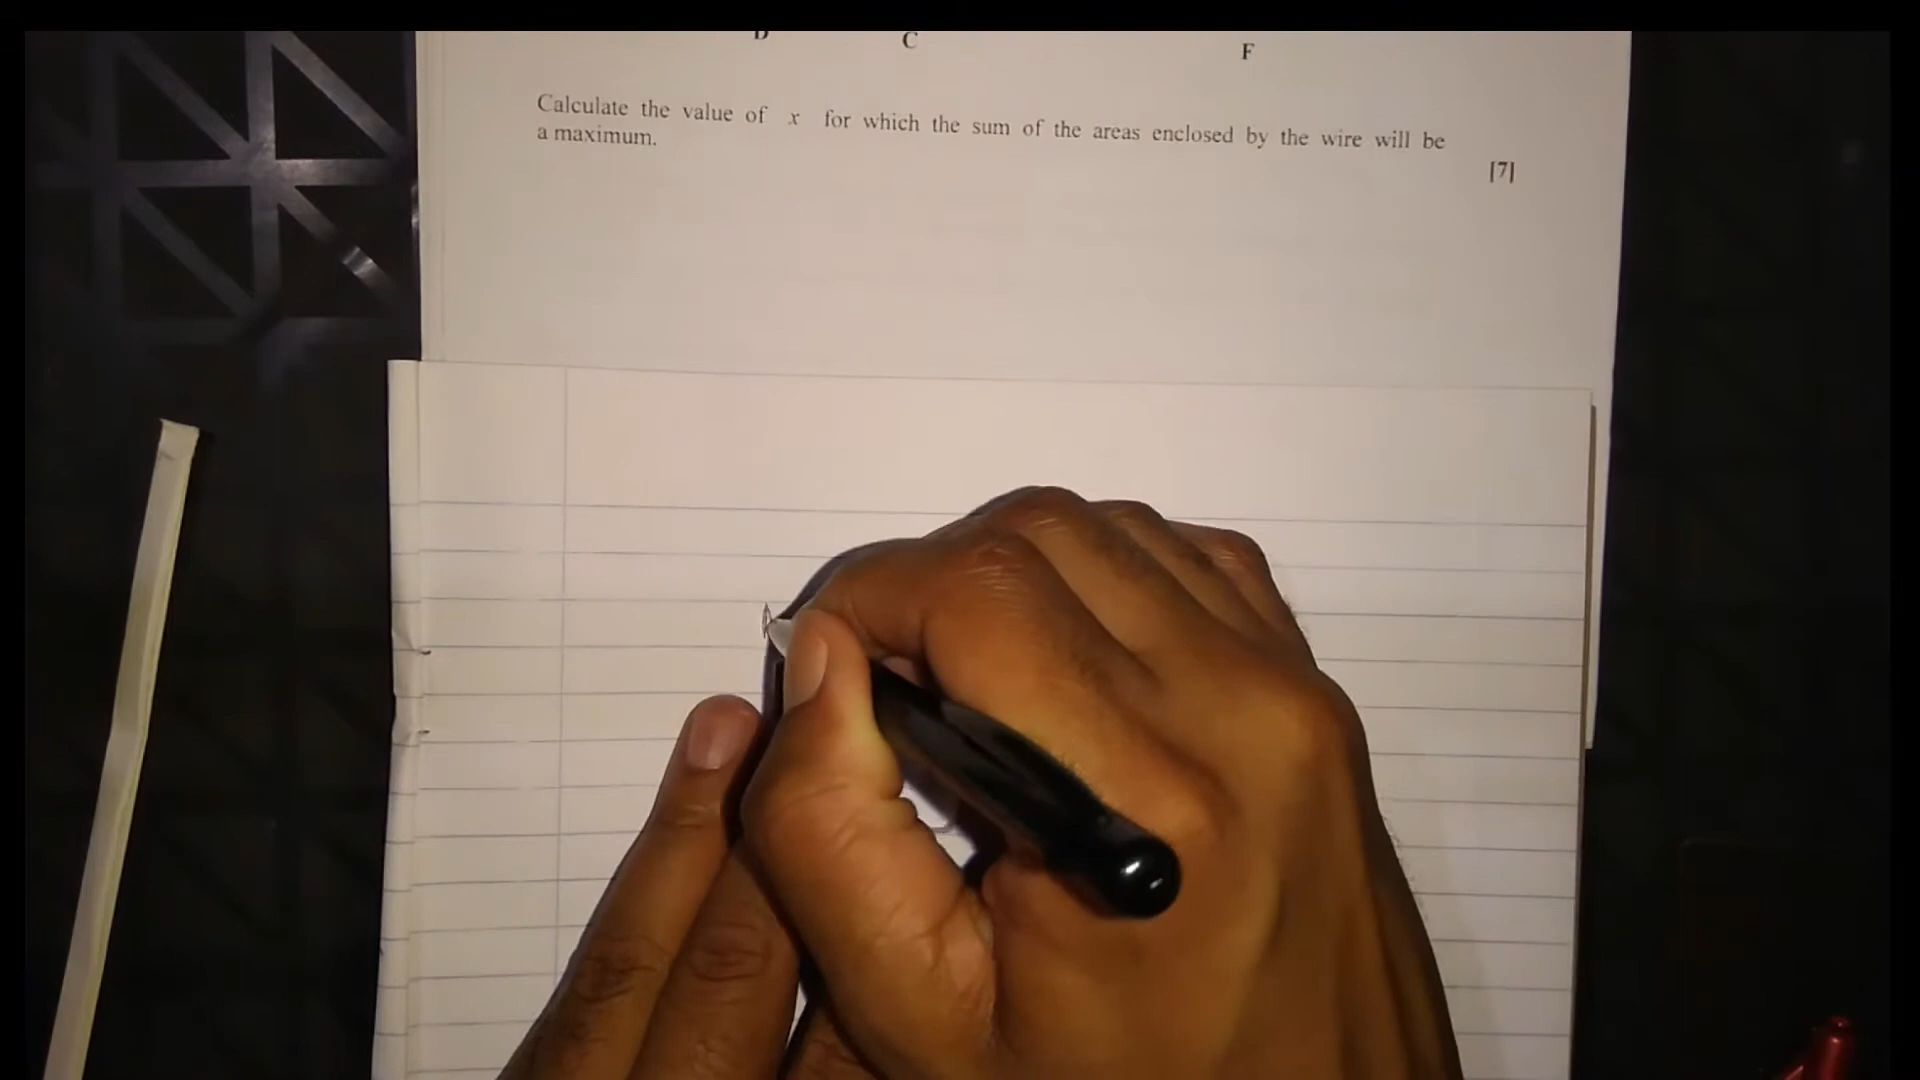 D C F
Calculate the value of x for which the sum of the areas enclosed by the wire will be
a maximum.
[7]